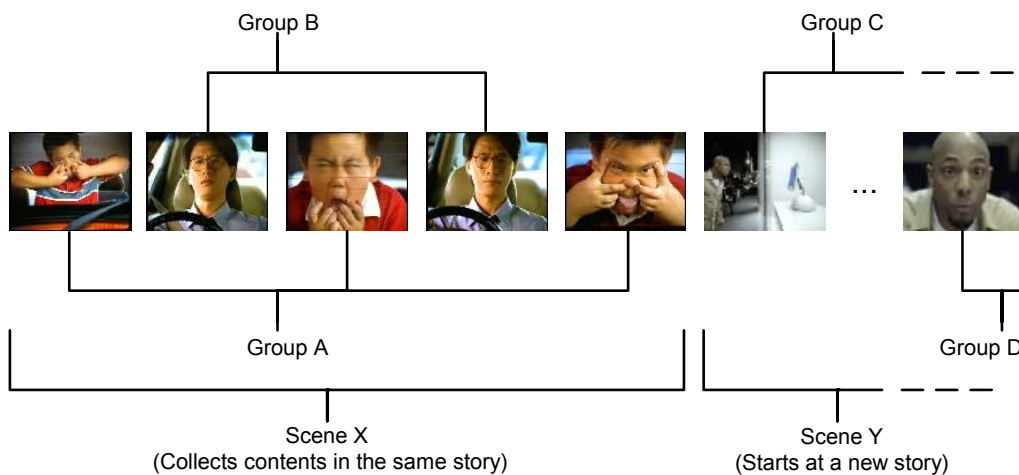 Group B
Group C
...
Group A
Group D
Scene X
(Collects contents in the same story)
Scene Y
(Starts at a new story)